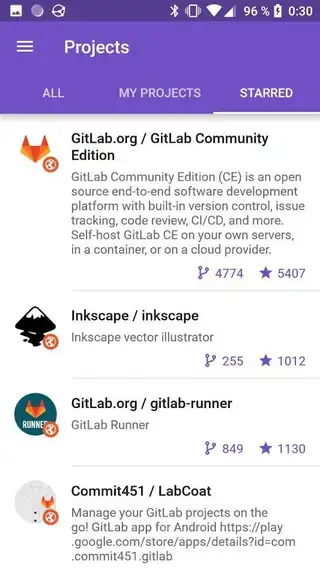 96 % 0:30
Projects
ALL MY PROJECTS STARRED
GitLab.org / GitLab Community
Edition
GitLab Community Edition (CE) is an open
source end-to-end software development
platform with built-in version control, issue
tracking, code review, CI/CD, and more.
Self-host GitLab CE on your own servers,
in a container, or on a cloud provider.
4774 5407
Inkscape / inkscape
Inkscape vector illustrator
255 1012
GitLab.org / gitlab-runner
RUNNER
GitLab Runner
849 1130
Commit451 / LabCoat
Manage your GitLab projects on the
go! GitLab app for Android https://play
.google.com/store/apps/details?id=com
.commit451.gitlab